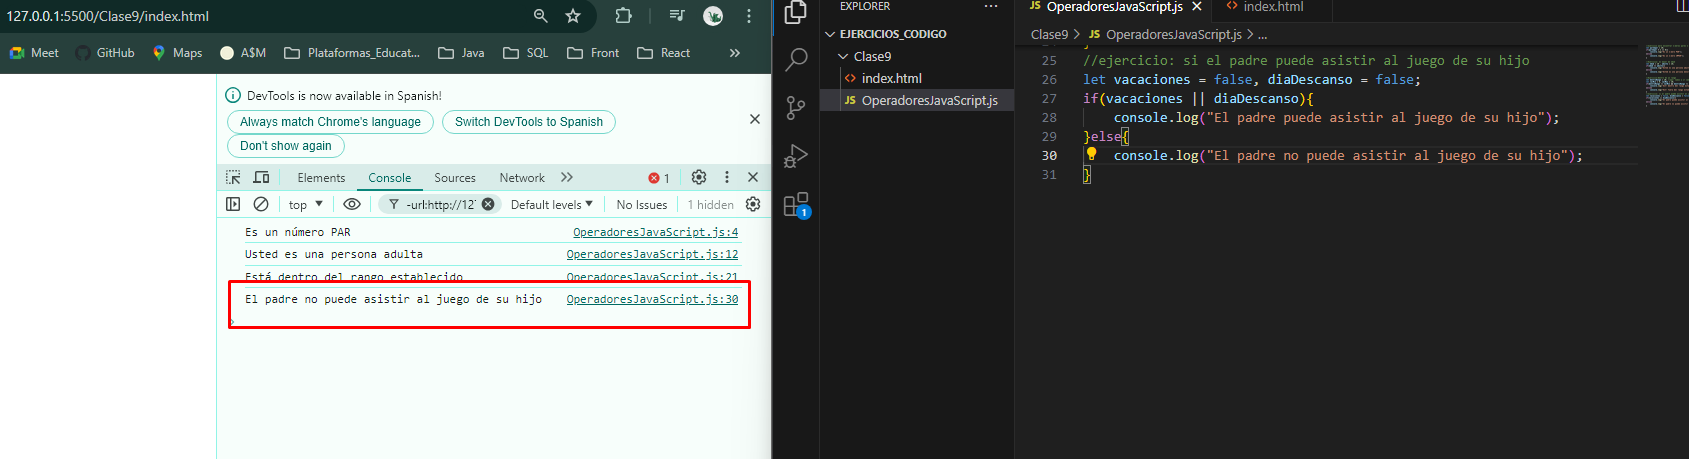 127.0.0.1:5500/Clase9/index.html
Meet GitHub Maps A$M Plataformas_Educat... Java SQL Front React »
DevTools is now available in Spanish!
Always match Chrome's language Switch DevTools to Spanish
Don't show again
Elements Console Sources Network » 1
top -url:http://127 Default levels No Issues 1 hidden
Es un número PAR OperadoresJavaScript.js:4
Usted es una persona adulta OperadoresJavaScript.js:12
Está dentro del rango establecido OperadoresJavaScript.js:21
El padre no puede asistir al juego de su hijo OperadoresJavaScript.js:30
EXPLORER ...
EJERCICIOS_CODIGO
Clase9
index.html
JS OperadoresJavaScript.js
1
JS OperadoresJavaScript.js index.html
Clase9 > JS OperadoresJavaScript.js > ...
24 }
25 //ejercicio: si el padre puede asistir al juego de su hijo
26 let vacaciones = false, diaDescanso = false;
27 if(vacaciones || diaDescanso){
28 console.log("El padre puede asistir al juego de su hijo");
29 }else{
30 console.log("El padre no puede asistir al juego de su hijo");
31 }